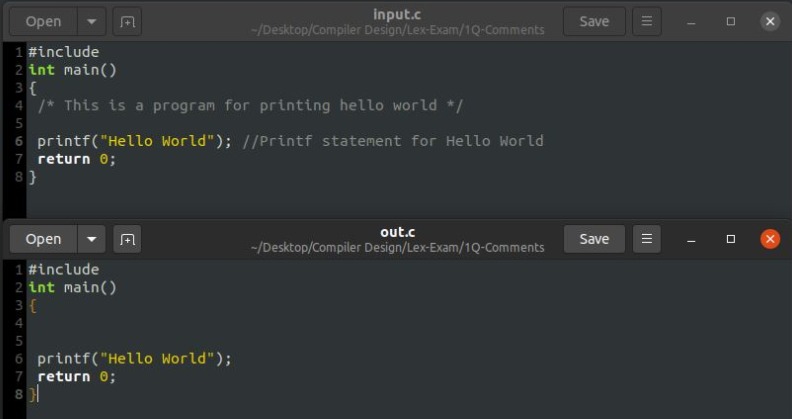 Open
input.c
~/Desktop/Compiler Design/Lex-Exam/1Q-Comments
Save
1 #include
2 int main()
3 {
4 /* This is a program for printing hello world */
5
6 printf("Hello World"); //Printf statement for Hello World
7 return 0;
8 }
Open
out.c
~/Desktop/Compiler Design/Lex-Exam/1Q-Comments
Save
1 #include
2 int main()
3 {
4
5
6 printf("Hello World");
7 return 0;
8 }